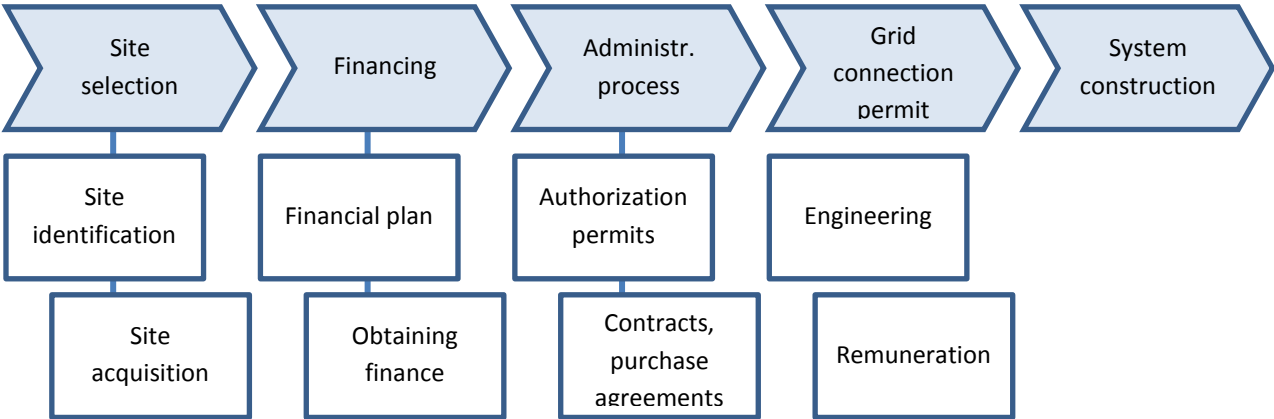 Site
selection
Financing
Administr.
process
Grid
connection
permit
System
construction
Site
identification
Financial plan
Authorization
permits
Engineering
Site
acquisition
Obtaining
finance
Contracts,
purchase
agreements
Remuneration